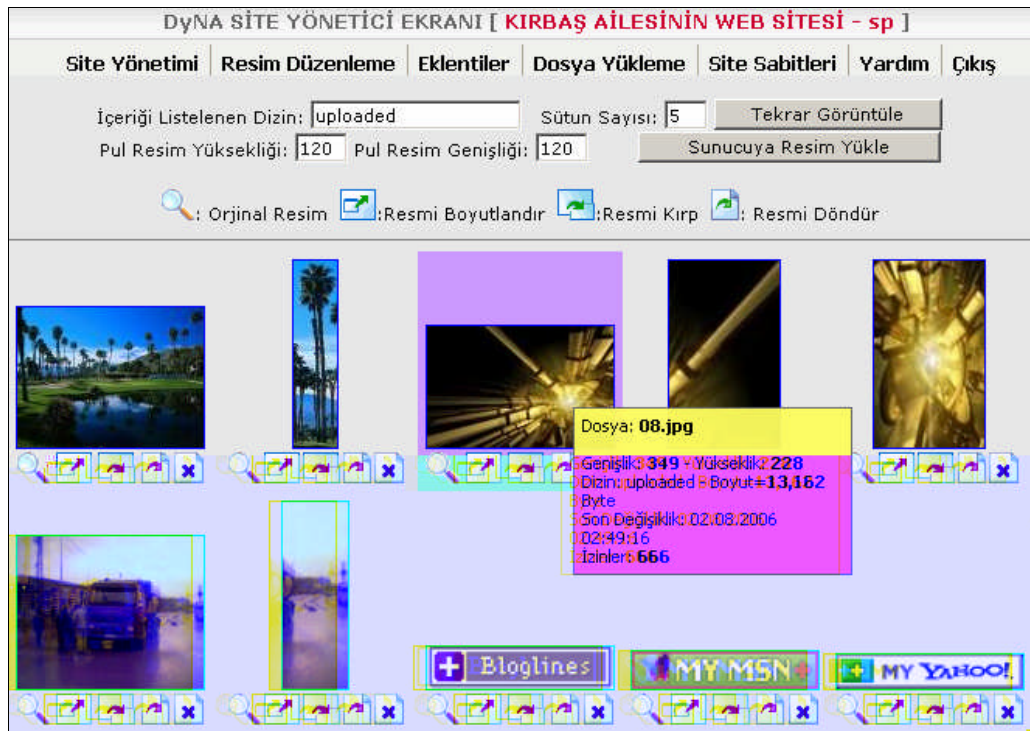 DyNA SİTE YÖNETİCİ EKRANI [ KIRBAŞ AİLESİNİN WEB SİTESİ - sp ]
Site Yönetimi Resim Düzenleme Eklentiler Dosya Yükleme Site Sabitleri Yardım Çıkış
İçeriği Listelenen Dizin: uploaded Sütun Sayısı: 5 Tekrar Görüntüle
Pul Resim Yüksekliği: 120 Pul Resim Genişliği: 120 Sunucuya Resim Yükle
: Orjinal Resim :Resmi Boyutlandır :Resmi Kırp : Resmi Döndür
Dosya: 08.jpg
Genişlik: 349 - Yükseklik: 228
Dizin: uploaded - Boyut=13,162
Byte
Son Değişiklik: 02.08.2006
02:49:16
İzinler: 666
Bloglines MY MSN MY YAHOO!